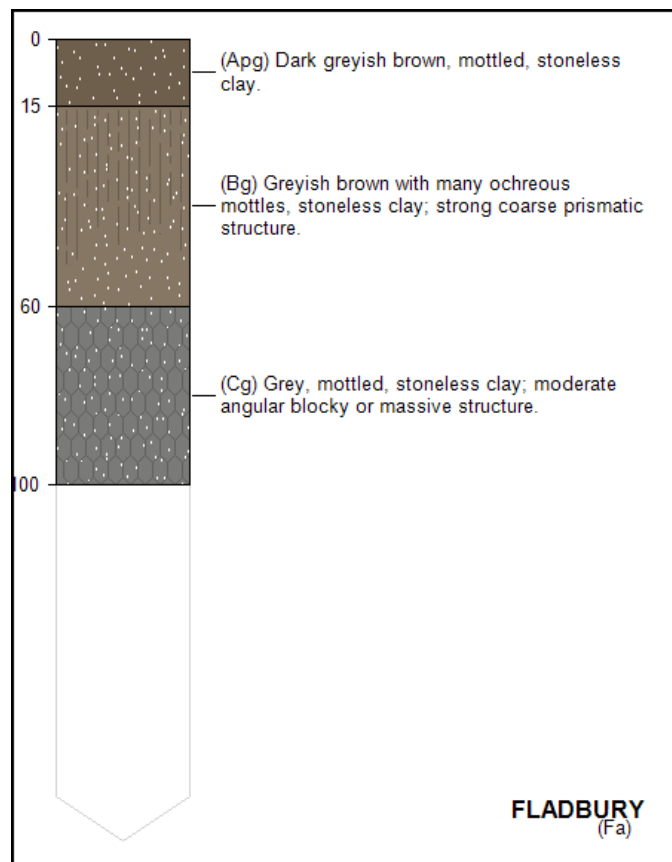 0
(Apg) Dark greyish brown, mottled, stoneless
clay.
15
(Bg) Greyish brown with many ochreous
mottles, stoneless clay; strong coarse prismatic
structure.
60
(Cg) Grey, mottled, stoneless clay; moderate
angular blocky or massive structure.
100
FLADBURY
(Fa)